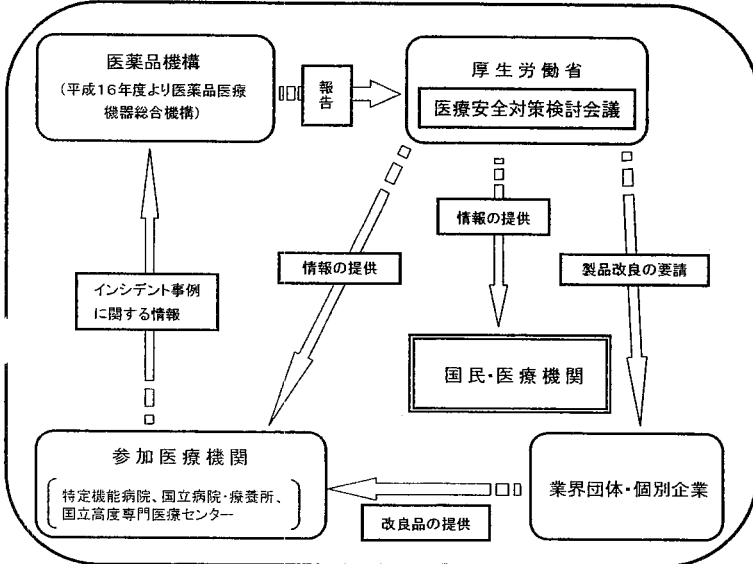 医薬品機構
(平成16年度より医薬品医療
機器総合機構)
報告
厚生労働省
医療安全対策検討会議
情報の提供
情報の提供
製品改良の要請
インシデント事例
に関する情報
国民・医療機関
参加医療機関
特定機能病院、国立病院・療養所、
国立高度専門医療センター
改良品の提供
業界団体・個別企業